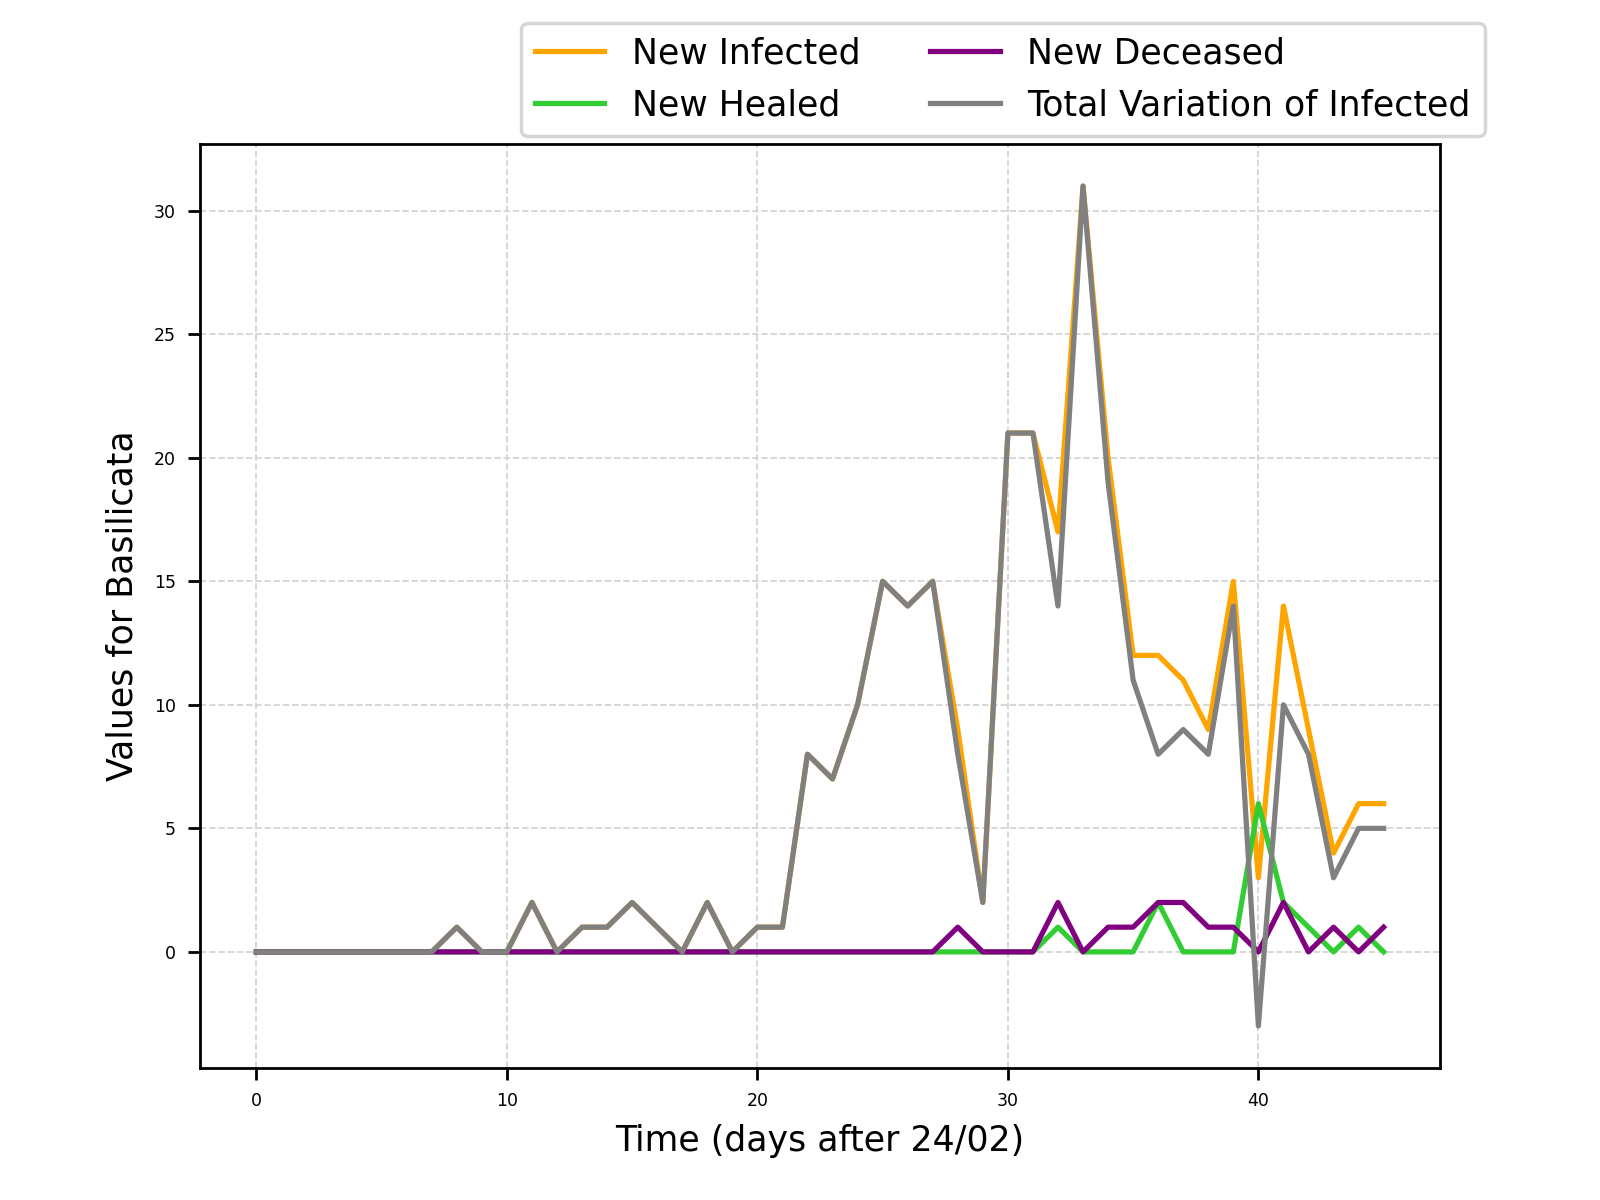 New Infected
New Healed
New Deceased
Total Variation of Infected
30
25
20
15
10
5
0
Values for Basilicata
0 10 20 30 40
Time (days after 24/02)